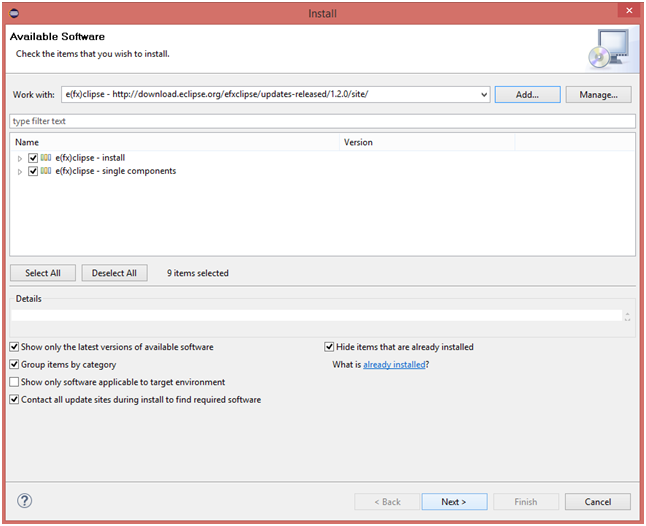 Install
Available Software
Check the items that you wish to install.
Work with: e(fx)clipse - http://download.eclipse.org/efxclipse/updates-released/1.2.0/site/ Add... Manage...
type filter text
Name Version
e(fx)clipse - install
e(fx)clipse - single components
Select All Deselect All 9 items selected
Details
Show only the latest versions of available software Hide items that are already installed
Group items by category What is already installed?
Show only software applicable to target environment
Contact all update sites during install to find required software
? < Back Next > Finish Cancel